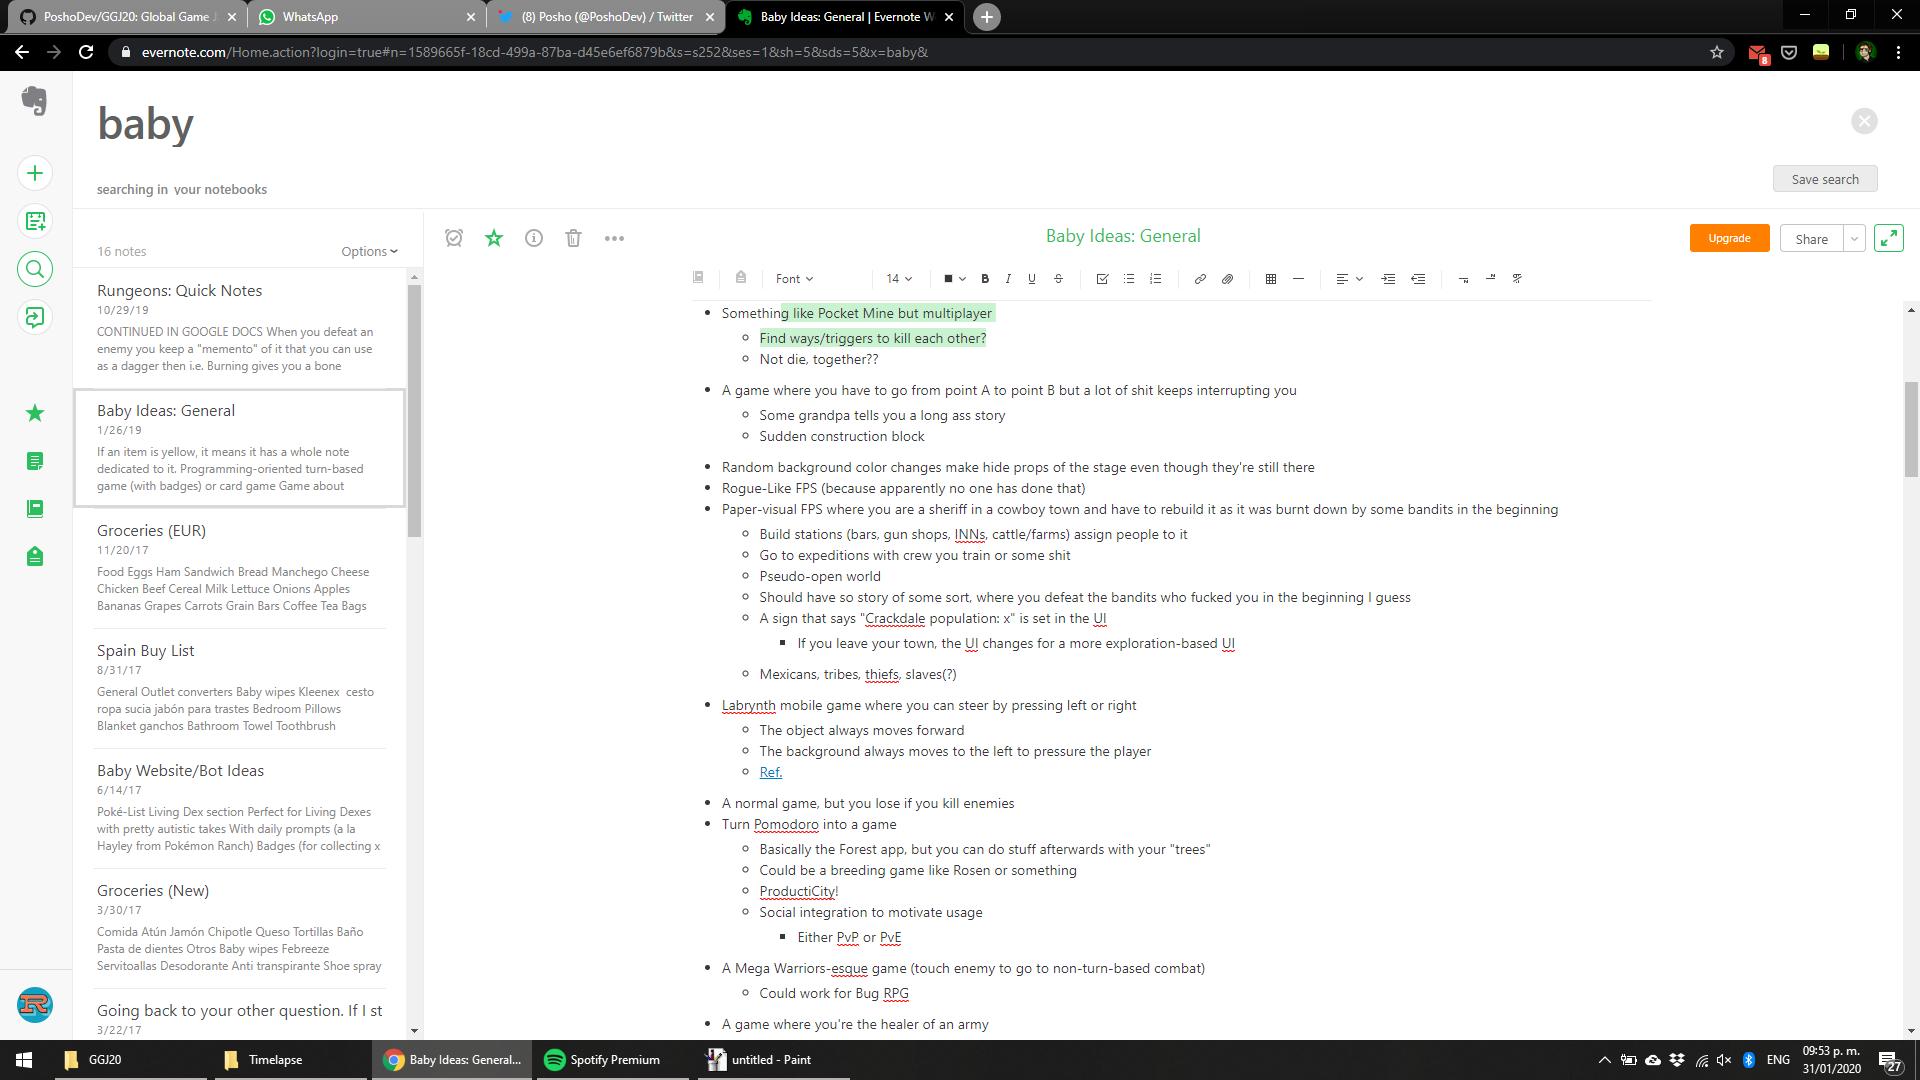 PoshoDev/GGJ20: Global Game J
WhatsApp
(8) Posho (@PoshoDev) / Twitter
Baby Ideas: General | Evernote W
evernote.com/Home.action?login=true#n=1589665f-18cd-499a-87ba-d45e6ef6879b&s=s252&ses=1&sh=5&sds=5&x=baby&
8
baby
searching in your notebooks
Save search
16 notes
Options
Rungeons: Quick Notes
10/29/19
CONTINUED IN GOOGLE DOCS When you defeat an
enemy you keep a "memento" of it that you can use
as a dagger then i.e. Burning gives you a bone
Baby Ideas: General
1/26/19
If an item is yellow, it means it has a whole note
dedicated to it. Programming-oriented turn-based
game (with badges) or card game Game about
Groceries (EUR)
11/20/17
Food Eggs Ham Sandwich Bread Manchego Cheese
Chicken Beef Cereal Milk Lettuce Onions Apples
Bananas Grapes Carrots Grain Bars Coffee Tea Bags
Spain Buy List
8/31/17
General Outlet converters Baby wipes Kleenex cesto
ropa sucia jabón para trastes Bedroom Pillows
Blanket ganchos Bathroom Towel Toothbrush
Baby Website/Bot Ideas
6/14/17
Poké-List Living Dex section Perfect for Living Dexes
with pretty autistic takes With daily prompts (a la
Hayley from Pokémon Ranch) Badges (for collecting x
Groceries (New)
3/30/17
Comida Atún Jamón Chipotle Queso Tortillas Baño
Pasta de dientes Otros Baby wipes Febreeze
Servitoallas Desodorante Anti transpirante Shoe spray
Going back to your other question. If I st
3/22/17
Baby Ideas: General
Upgrade
Share
Font
14
B I U S
Something like Pocket Mine but multiplayer
Find ways/triggers to kill each other?
Not die, together??
A game where you have to go from point A to point B but a lot of shit keeps interrupting you
Some grandpa tells you a long ass story
Sudden construction block
Random background color changes make hide props of the stage even though they're still there
Rogue-Like FPS (because apparently no one has done that)
Paper-visual FPS where you are a sheriff in a cowboy town and have to rebuild it as it was burnt down by some bandits in the beginning
Build stations (bars, gun shops, INNs, cattle/farms) assign people to it
Go to expeditions with crew you train or some shit
Pseudo-open world
Should have so story of some sort, where you defeat the bandits who fucked you in the beginning I guess
A sign that says "Crackdale population: x" is set in the UI
If you leave your town, the UI changes for a more exploration-based UI
Mexicans, tribes, thiefs, slaves(?)
Labrynth mobile game where you can steer by pressing left or right
The object always moves forward
The background always moves to the left to pressure the player
Ref.
A normal game, but you lose if you kill enemies
Turn Pomodoro into a game
Basically the Forest app, but you can do stuff afterwards with your "trees"
Could be a breeding game like Rosen or something
ProductiCity!
Social integration to motivate usage
Either PvP or PvE
A Mega Warriors-esque game (touch enemy to go to non-turn-based combat)
Could work for Bug RPG
A game where you're the healer of an army
GGJ20
Timelapse
Baby Ideas: General...
Spotify Premium
untitled - Paint
ENG
09:53 p. m.
31/01/2020
27